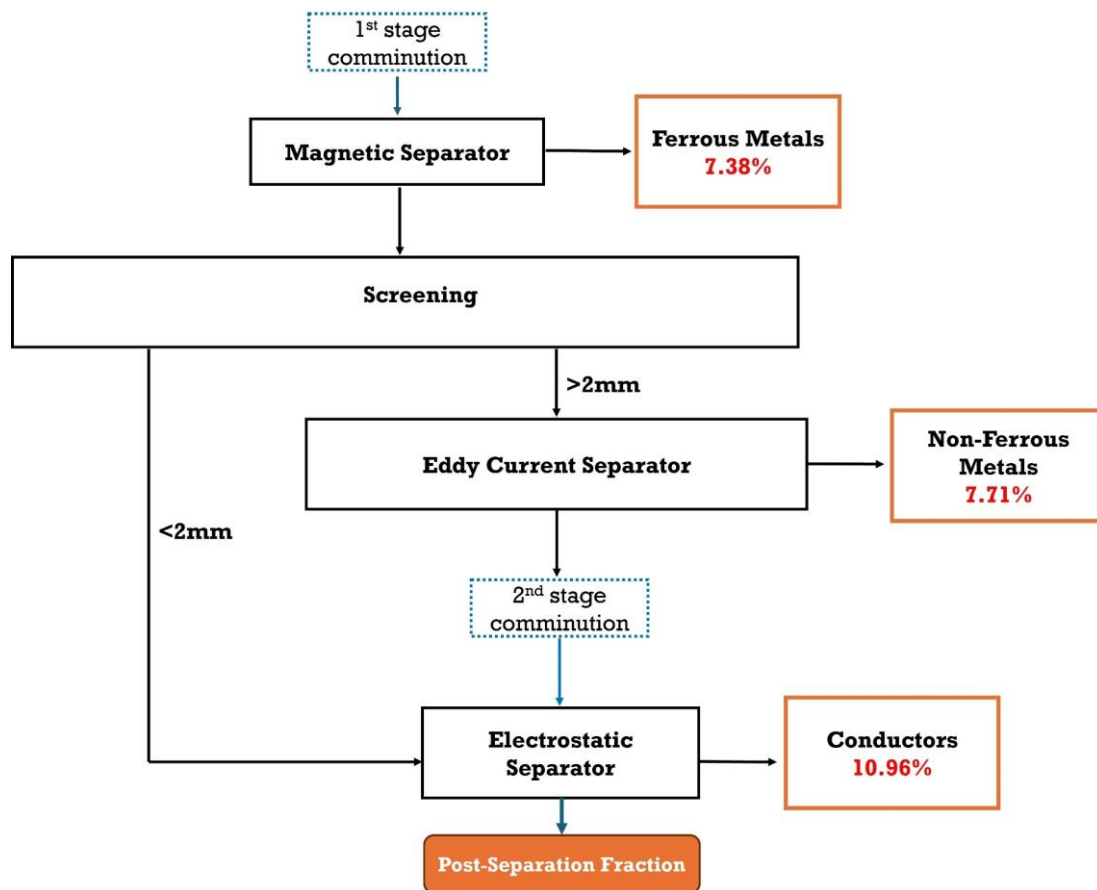 1st stage
comminution
Magnetic Separator
Ferrous Metals
7.38%
Screening
>2mm
Eddy Current Separator
Non-Ferrous
Metals
7.71%
<2mm
2nd stage
comminution
Electrostatic
Separator
Conductors
10.96%
Post-Separation Fraction